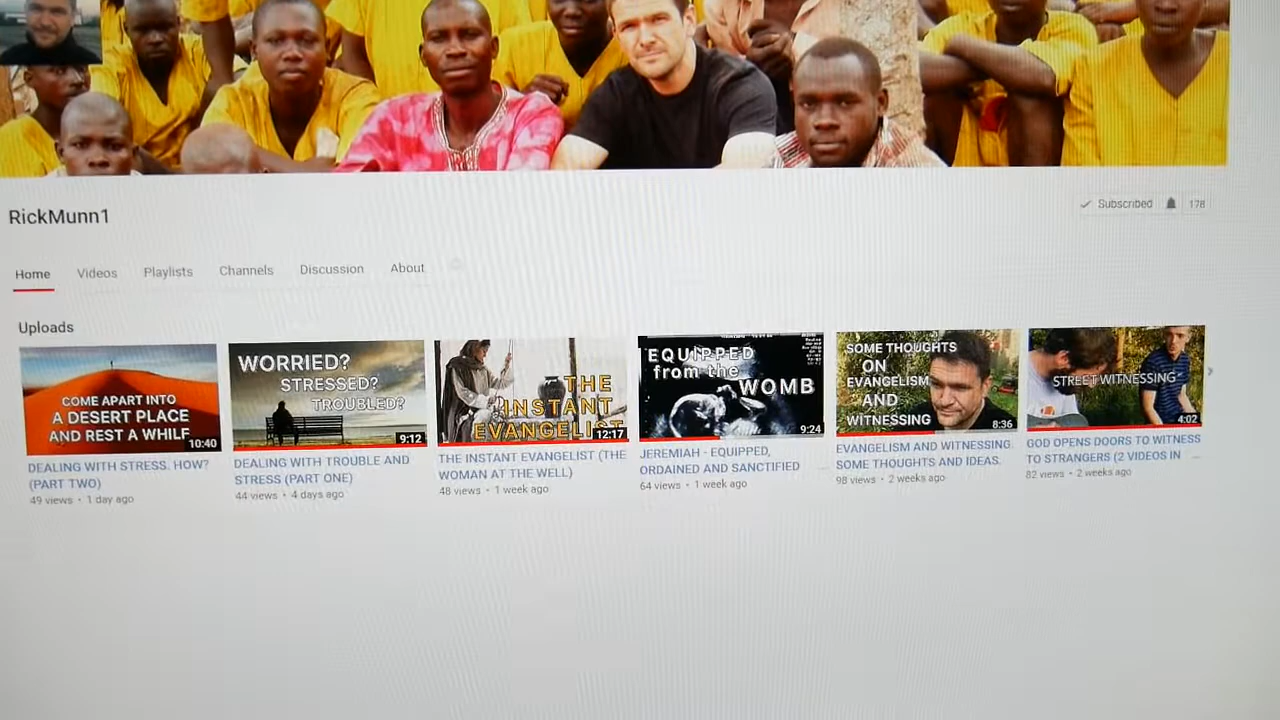 RickMunn1
Subscribed 178
Home Videos Playlists Channels Discussion About
Uploads
COME APART INTO
A DESERT PLACE
AND REST A WHILE
10:40
DEALING WITH STRESS. HOW?
(PART TWO)
49 views • 1 day ago
WORRIED?
STRESSED?
TROUBLED?
9:12
DEALING WITH TROUBLE AND
STRESS (PART ONE)
44 views • 4 days ago
THE
INSTANT
EVANGELIST
12:17
THE INSTANT EVANGELIST (THE
WOMAN AT THE WELL)
48 views • 1 week ago
EQUIPPED
from the
WOMB
9:24
JEREMIAH - EQUIPPED,
ORDAINED AND SANCTIFIED
64 views • 1 week ago
SOME THOUGHTS
ON
EVANGELISM
AND
WITNESSING
8:36
EVANGELISM AND WITNESSING.
SOME THOUGHTS AND IDEAS.
98 views • 2 weeks ago
STREET WITNESSING
4:02
GOD OPENS DOORS TO WITNESS
TO STRANGERS (2 VIDEOS IN
82 views • 2 weeks ago